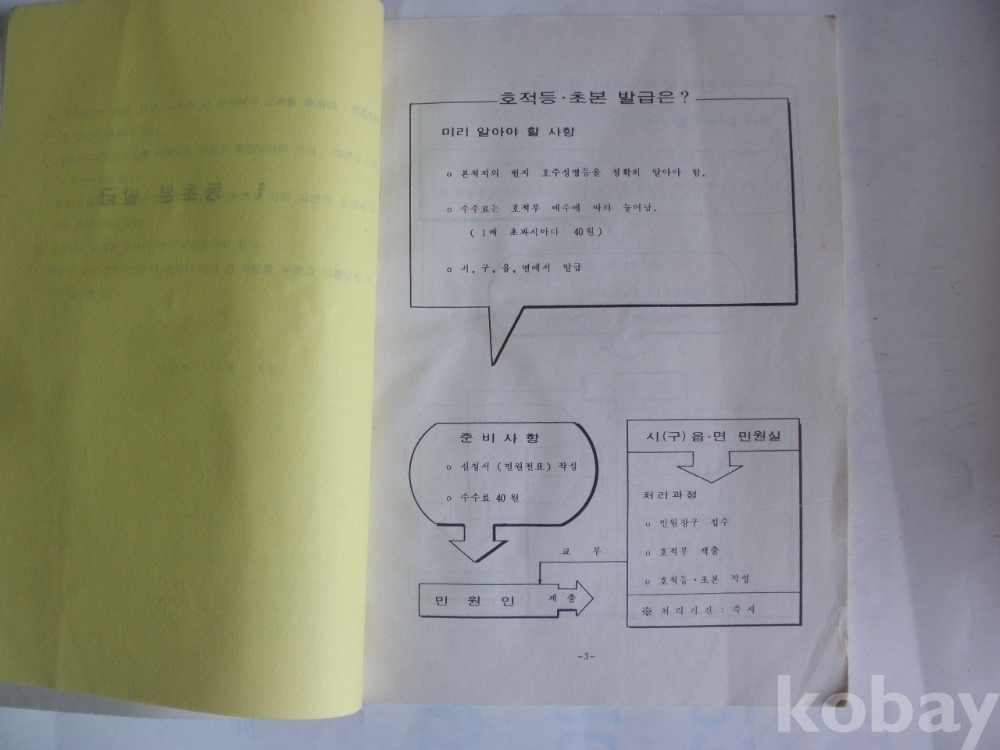 호적등·초본 발급은?
미리 알아야 할 사항
o 본적지의 번지 호수성명등을 정확히 알아야 함.
o 수수료는 호적부 매수에 따라 늘어남.
( 1매 초과시마다 40원 )
o 시, 구, 읍, 면에서 발급
준비사항
o 신청서 (민원전표) 작성
o 수수료 40원
민원인
제출
교부
시(구)읍·면 민원실
처리과정
o 민원창구 접수
o 호적부 색출
o 호적등·초본 작성
※ 처리기간 : 즉시
-3-
kobay